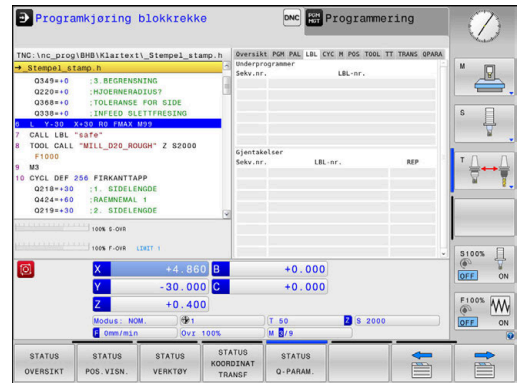 Programkjøring blokkrekke
DNC
Programmering
TNC:\nc_prog\BHB\Klartext\_Stempel_stamp.h
→_Stempel_stamp.h
Q349=+0 ;3.BEGRENSNING
Q220=+0 ;HJOERNERADIUS?
Q368=+0 ;TOLERANSE FOR SIDE
Q338=+0 ;INFEED SLETTFRESING
6 L Y-30 X+30 R0 FMAX M99
7 CALL LBL "safe"
8 TOOL CALL "MILL_D20_ROUGH" Z S2000
F1000
9 M3
10 CYCL DEF 256 FIRKANTTAPP
Q218=+30 ;1. SIDELENGDE
Q424=+60 ;RAEMNEMAL 1
Q219=+30 ;2. SIDELENGDE
100% S-OVR
100% F-OVR LIMIT 1
Oversikt PGM PAL LBL CYC M POS TOOL TT TRANS QPARA
Underprogrammer
Sekv.nr. LBL-nr.
Gjentakelser
Sekv.nr. LBL-nr. REP
X +4.860 B +0.000
Y -30.000 C +0.000
Z +0.400
Modus: NOM. 1 T 50 Z S 2000
F 0mm/min Ovr 100% M 3/9
M
S
T
S100%
OFF ON
F100%
OFF ON
STATUS OVERSIKT
STATUS POS.VISN.
STATUS VERKTØY
STATUS KOORDINAT TRANSF
STATUS Q-PARAM.